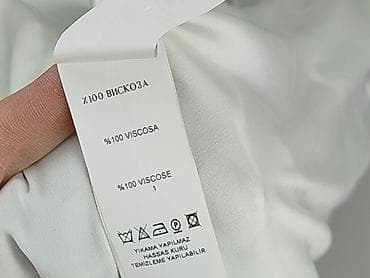 %100 ВИСКОЗА
%100 VISCOSA
%100 VISCOSE
1
YIKAMA YAPILMAZ
HASSAS KURU
TEMİZLEME YAPILABİLİR